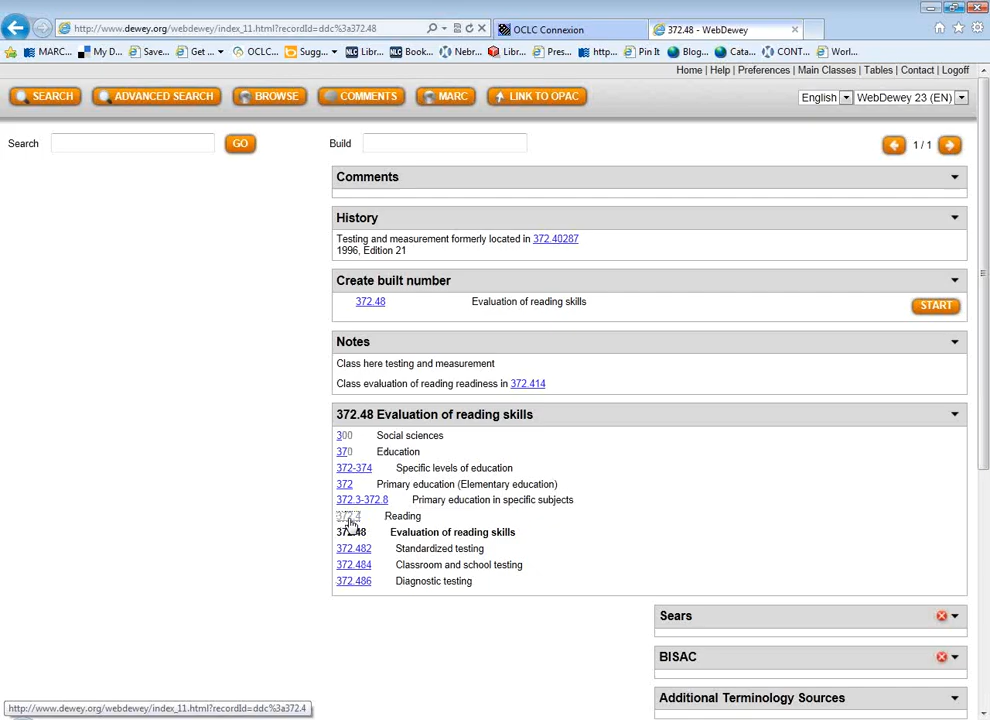 http://www.dewey.org/webdewey/index_11.html?recordId=ddc%3a372.48
OCLC Connexion
372.48 - WebDewey
MARC...
My D...
Save...
Get ...
OCLC...
Sugg...
NLC Libr...
NLC Book...
Nebr...
Libr...
Pres...
http...
Pin It
Blog...
Cata...
CONT...
Worl...
Home | Help | Preferences | Main Classes | Tables | Contact | Logoff
SEARCH
ADVANCED SEARCH
BROWSE
COMMENTS
MARC
LINK TO OPAC
English
WebDewey 23 (EN)
Search
GO
Build
1 / 1
Comments
History
Testing and measurement formerly located in 372.40287
1996, Edition 21
Create built number
372.48 Evaluation of reading skills
START
Notes
Class here testing and measurement
Class evaluation of reading readiness in 372.414
372.48 Evaluation of reading skills
300 Social sciences
370 Education
372-374 Specific levels of education
372 Primary education (Elementary education)
372.3-372.8 Primary education in specific subjects
372.4 Reading
372.48 Evaluation of reading skills
372.482 Standardized testing
372.484 Classroom and school testing
372.486 Diagnostic testing
Sears
BISAC
Additional Terminology Sources
http://www.dewey.org/webdewey/index_11.html?recordId=ddc%3a372.4